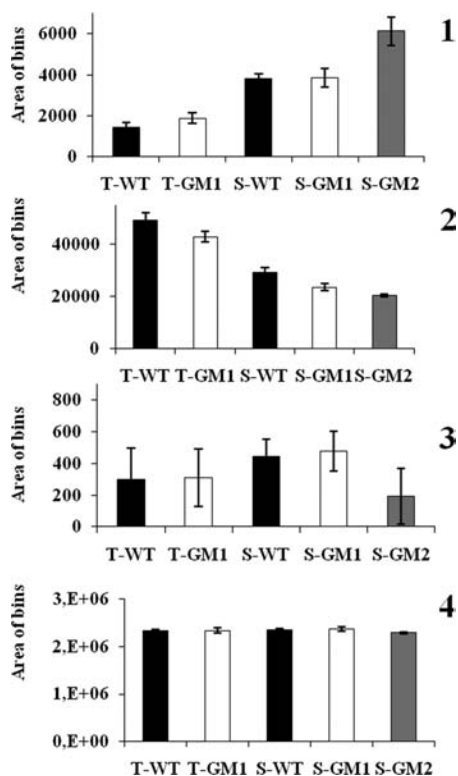 1
Area of bins
6000
4000
2000
0
T-WT T-GM1 S-WT S-GM1 S-GM2
2
Area of bins
40000
20000
0
T-WT T-GM1 S-WT S-GM1 S-GM2
3
Area of bins
800
600
400
200
0
T-WT T-GM1 S-WT S-GM1 S-GM2
4
Area of bins
3,E+06
2,E+06
1,E+06
0,E+00
T-WT T-GM1 S-WT S-GM1 S-GM2